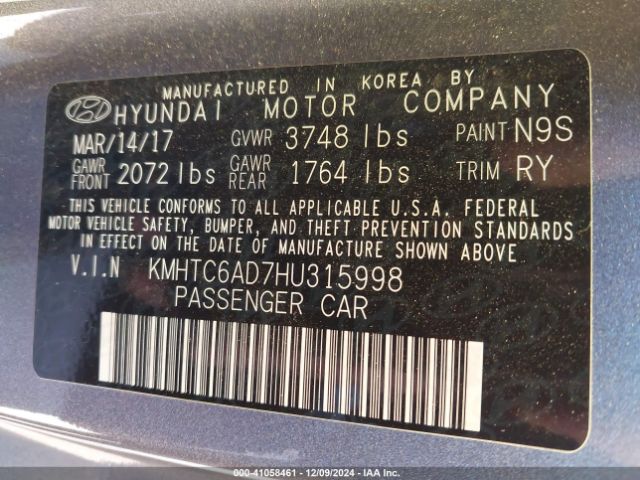 MANUFACTURED IN KOREA BY
HYUNDAI MOTOR COMPANY
MAR/14/17 GVWR 3748 lbs PAINT N9S
GAWR FRONT 2072 lbs GAWR REAR 1764 lbs TRIM RY
THIS VEHICLE CONFORMS TO ALL APPLICABLE U.S.A. FEDERAL
MOTOR VEHICLE SAFETY, BUMPER, AND THEFT PREVENTION STANDARDS
IN EFFECT ON THE DATE OF MANUFACTURE SHOWN ABOVE
V.I.N KMHTC6AD7HU315998
PASSENGER CAR
000-41058461 - 12/09/2024 - IAA Inc.